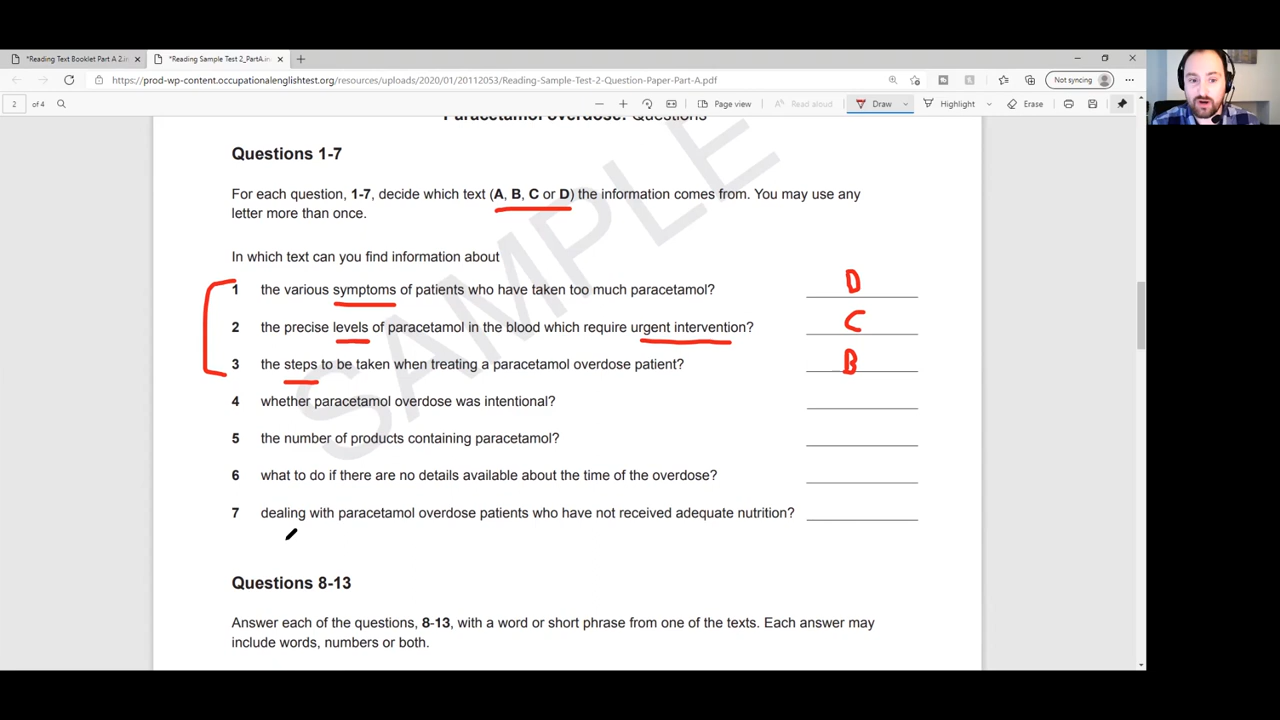 *Reading Text Booklet Part A 2.in
*Reading Sample Test 2_PartA.in
https://prod-wp-content.occupationalenglishtest.org/resources/uploads/2020/01/20112053/Reading-Sample-Test-2-Question-Paper-Part-A.pdf
Not syncing
2 of 4
Page view
Read aloud
Draw
Highlight
Erase
Paracetamol overdose: Questions
SAMPLE
Questions 1-7
For each question, 1-7, decide which text (A, B, C or D) the information comes from. You may use any
letter more than once.
In which text can you find information about
1 the various symptoms of patients who have taken too much paracetamol? D
2 the precise levels of paracetamol in the blood which require urgent intervention? C
3 the steps to be taken when treating a paracetamol overdose patient? B
4 whether paracetamol overdose was intentional?
5 the number of products containing paracetamol?
6 what to do if there are no details available about the time of the overdose?
7 dealing with paracetamol overdose patients who have not received adequate nutrition?
Questions 8-13
Answer each of the questions, 8-13, with a word or short phrase from one of the texts. Each answer may
include words, numbers or both.